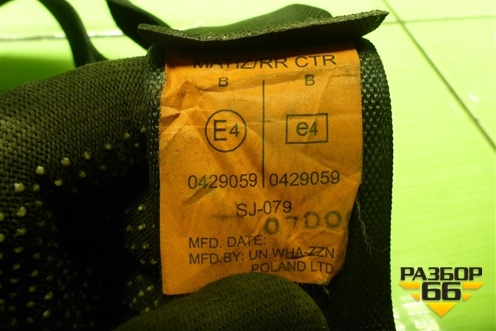 MATIZ/RR CTR
B B
E4 e4
0429059 0429059
SJ-079
MFD. DATE:
MFD.BY: UN WHA-ZZN
POLAND LTD
РАЗБОР
66